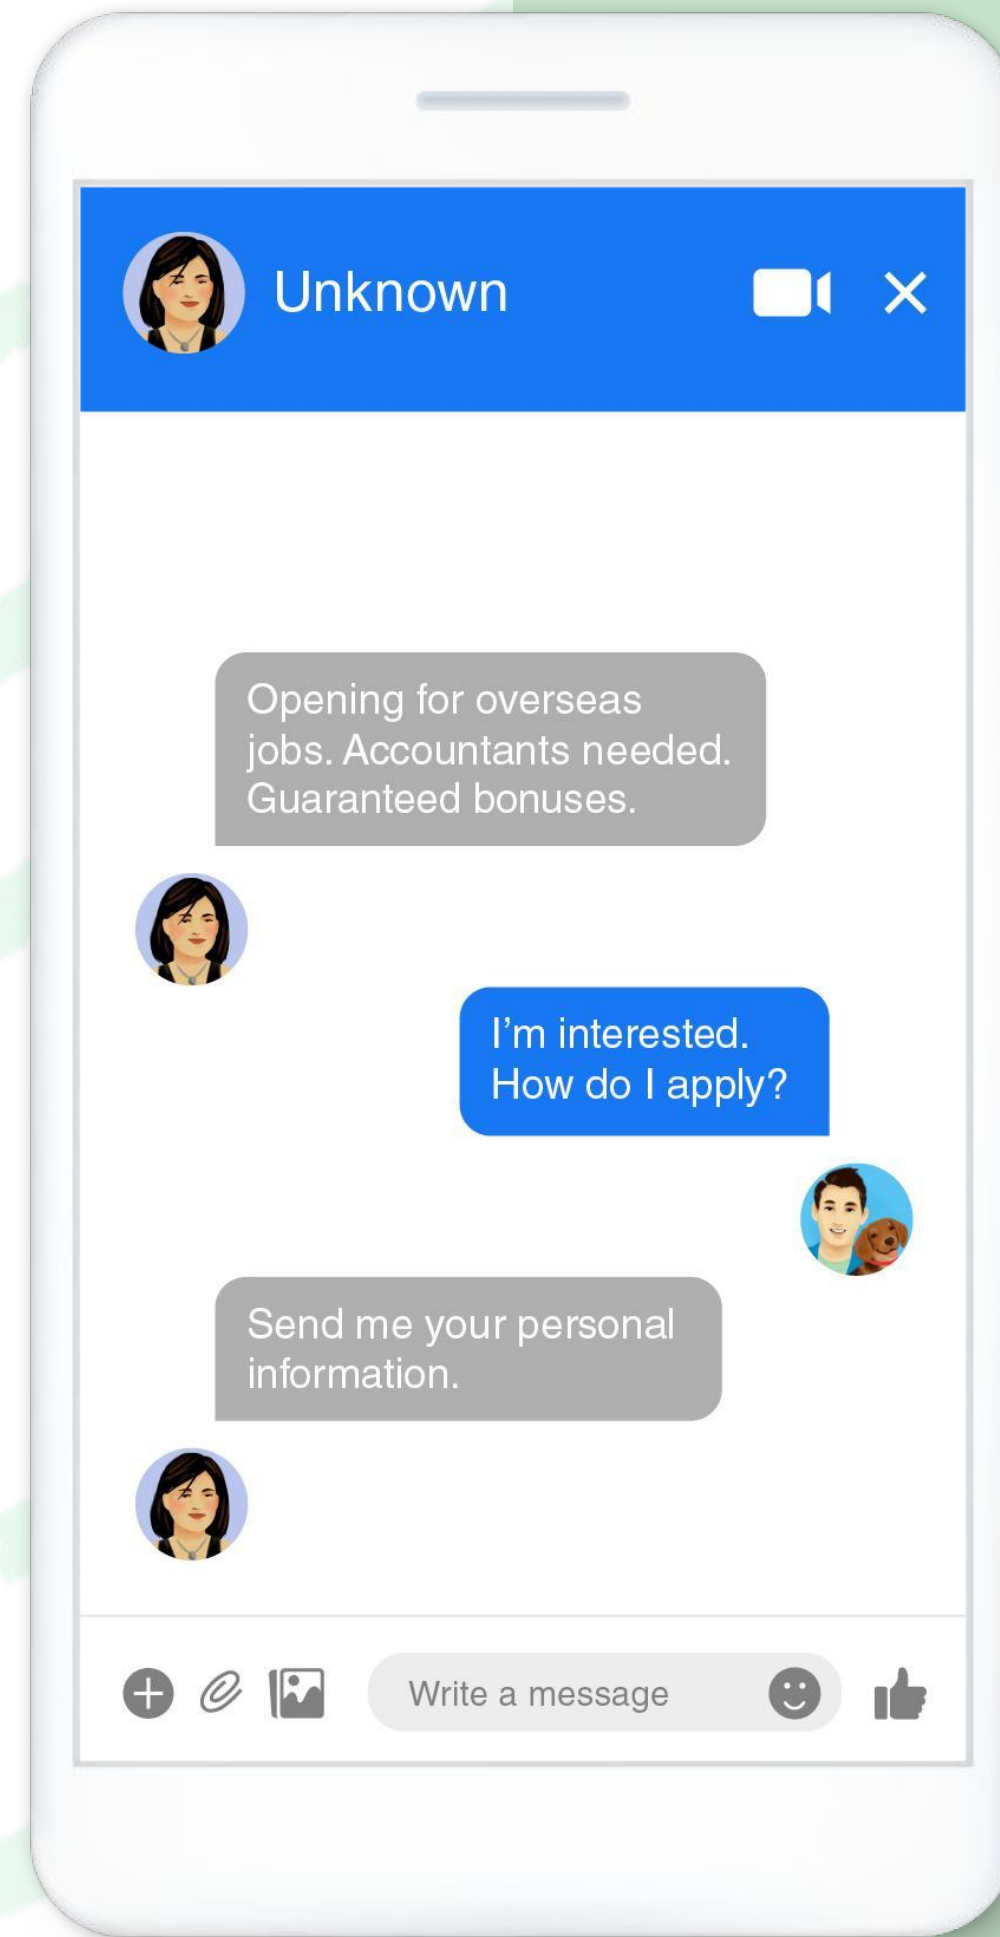 Unknown
Opening for overseas
jobs. Accountants needed.
Guaranteed bonuses.
I’m interested.
How do I apply?
Send me your personal
information.
Write a message